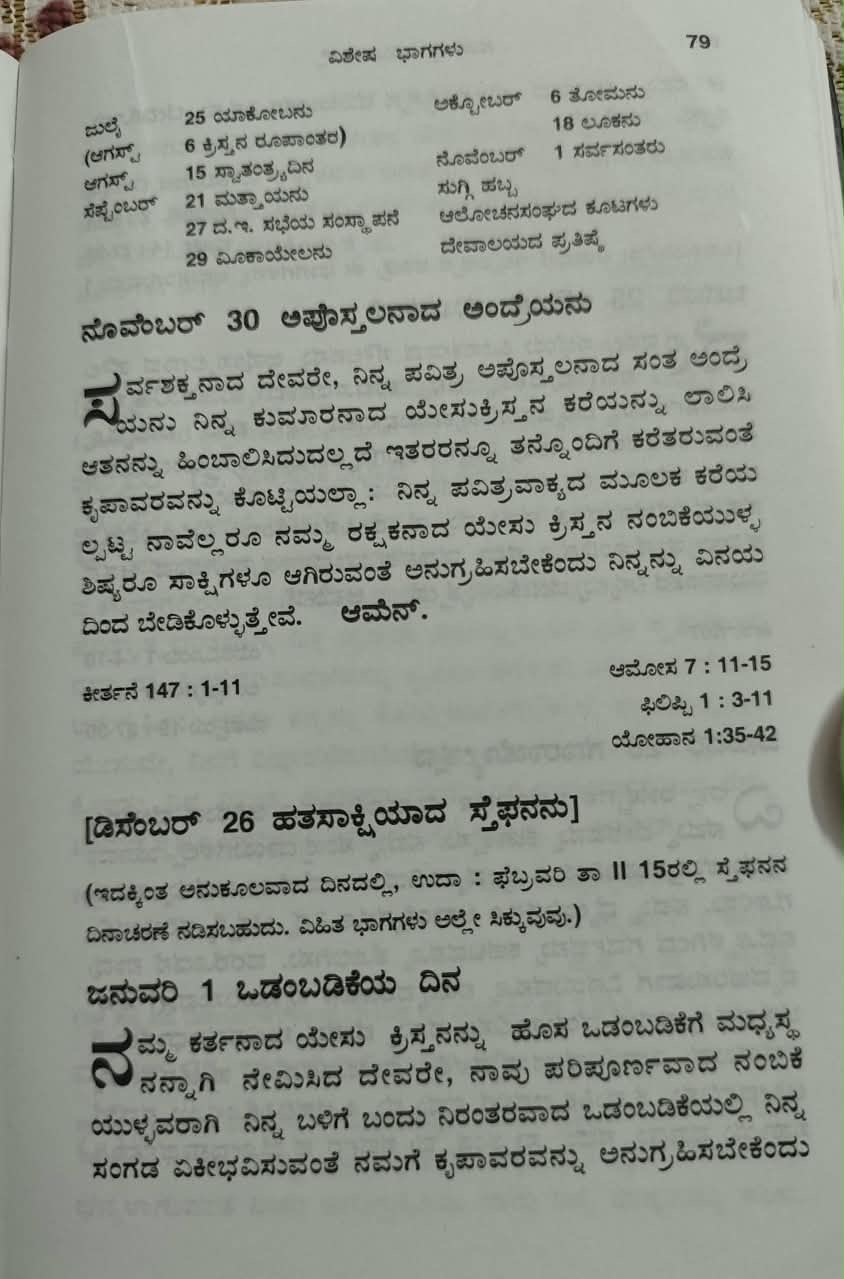 ವಿಶೇಷ ಭಾಗಗಳು 79
ಜುಲೈ 25 ಯಾಕೋಬನು
(ಆಗಸ್ಟ್ 6 ಕ್ರಿಸ್ತನ ರೂಪಾಂತರ)
ಆಗಸ್ಟ್ 15 ಸ್ವಾತಂತ್ರ್ಯದಿನ
ಸೆಪ್ಟೆಂಬರ್ 21 ಮತ್ತಾಯನು
27 ದ.ಇ. ಸಭೆಯ ಸಂಸ್ಥಾಪನೆ
29 ಮಿಕಾಯೇಲನು
ಅಕ್ಟೋಬರ್ 6 ತೋಮನು
18 ಲೂಕನು
ನೊವೆಂಬರ್ 1 ಸರ್ವಸಂತರು
ಸುಗ್ಗಿ ಹಬ್ಬ
ಆಲೋಚನಸಂಘದ ಕೂಟಗಳು
ದೇವಾಲಯದ ಪ್ರತಿಷ್ಠೆ
ನೊವೆಂಬರ್ 30 ಅಪೊಸ್ತಲನಾದ ಅಂದ್ರೆಯನು
ಸರ್ವಶಕ್ತನಾದ ದೇವರೇ, ನಿನ್ನ ಪವಿತ್ರ ಅಪೊಸ್ತಲನಾದ ಸಂತ ಅಂದ್ರೆ
ಯನು ನಿನ್ನ ಕುಮಾರನಾದ ಯೇಸುಕ್ರಿಸ್ತನ ಕರೆಯನ್ನು ಲಾಲಿಸಿ
ಆತನನ್ನು ಹಿಂಬಾಲಿಸಿದುದಲ್ಲದೆ ಇತರರನ್ನೂ ತನ್ನೊಂದಿಗೆ ಕರೆತರುವಂತೆ
ಕೃಪಾವರವನ್ನು ಕೊಟ್ಟಿಯಲ್ಲಾ : ನಿನ್ನ ಪವಿತ್ರವಾಕ್ಯದ ಮೂಲಕ ಕರೆಯ
ಲ್ಪಟ್ಟ ನಾವೆಲ್ಲರೂ ನಮ್ಮ ರಕ್ಷಕನಾದ ಯೇಸು ಕ್ರಿಸ್ತನ ನಂಬಿಕೆಯುಳ್ಳ
ಶಿಷ್ಯರೂ ಸಾಕ್ಷಿಗಳೂ ಆಗಿರುವಂತೆ ಅನುಗ್ರಹಿಸಬೇಕೆಂದು ನಿನ್ನನ್ನು ವಿನಯ
ದಿಂದ ಬೇಡಿಕೊಳ್ಳುತ್ತೇವೆ. ಆಮೆನ್.
ಕೀರ್ತನೆ 147 : 1-11
ಆಮೋಸ 7 : 11-15
ಫಿಲಿಪ್ಪಿ 1 : 3-11
ಯೋಹಾನ 1:35-42
[ಡಿಸೆಂಬರ್ 26 ಹತಸಾಕ್ಷಿಯಾದ ಸ್ತೆಫನನು]
(ಇದಕ್ಕಿಂತ ಅನುಕೂಲವಾದ ದಿನದಲ್ಲಿ, ಉದಾ : ಫೆಬ್ರವರಿ ತಾ II 15ರಲ್ಲಿ ಸ್ತೆಫನನ
ದಿನಾಚರಣೆ ನಡಿಸಬಹುದು. ವಿಹಿತ ಭಾಗಗಳು ಅಲ್ಲೇ ಸಿಕ್ಕುವುವು.)
ಜನುವರಿ 1 ಒಡಂಬಡಿಕೆಯ ದಿನ
ನಮ್ಮ ಕರ್ತನಾದ ಯೇಸು ಕ್ರಿಸ್ತನನ್ನು ಹೊಸ ಒಡಂಬಡಿಕೆಗೆ ಮಧ್ಯಸ್ಥ
ನನ್ನಾಗಿ ನೇಮಿಸಿದ ದೇವರೇ, ನಾವು ಪರಿಪೂರ್ಣವಾದ ನಂಬಿಕೆ
ಯುಳ್ಳವರಾಗಿ ನಿನ್ನ ಬಳಿಗೆ ಬಂದು ನಿರಂತರವಾದ ಒಡಂಬಡಿಕೆಯಲ್ಲಿ ನಿನ್ನ
ಸಂಗಡ ಏಕೀಭವಿಸುವಂತೆ ನಮಗೆ ಕೃಪಾವರವನ್ನು ಅನುಗ್ರಹಿಸಬೇಕೆಂದು